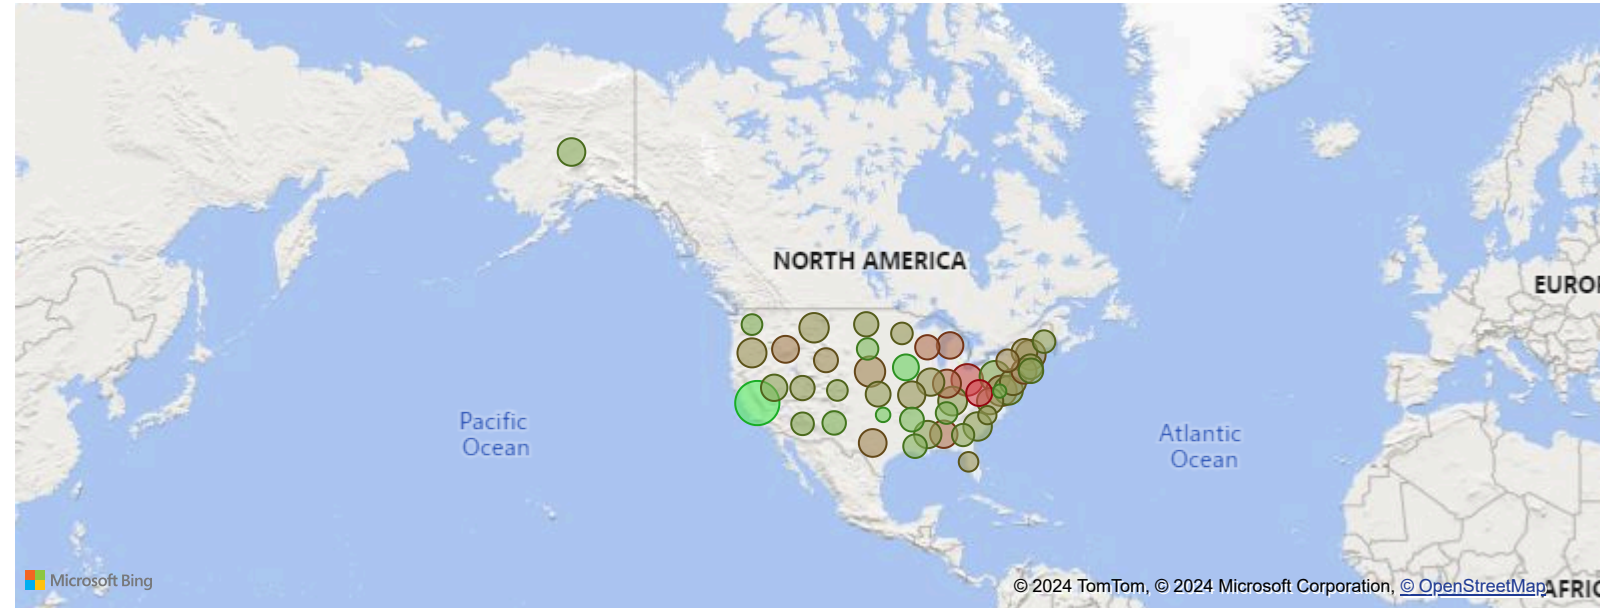 NORTH AMERICA
EURO
Pacific
Ocean
Atlantic
Ocean
Microsoft Bing
© 2024 TomTom, © 2024 Microsoft Corporation, © OpenStreetMap
AFRIC